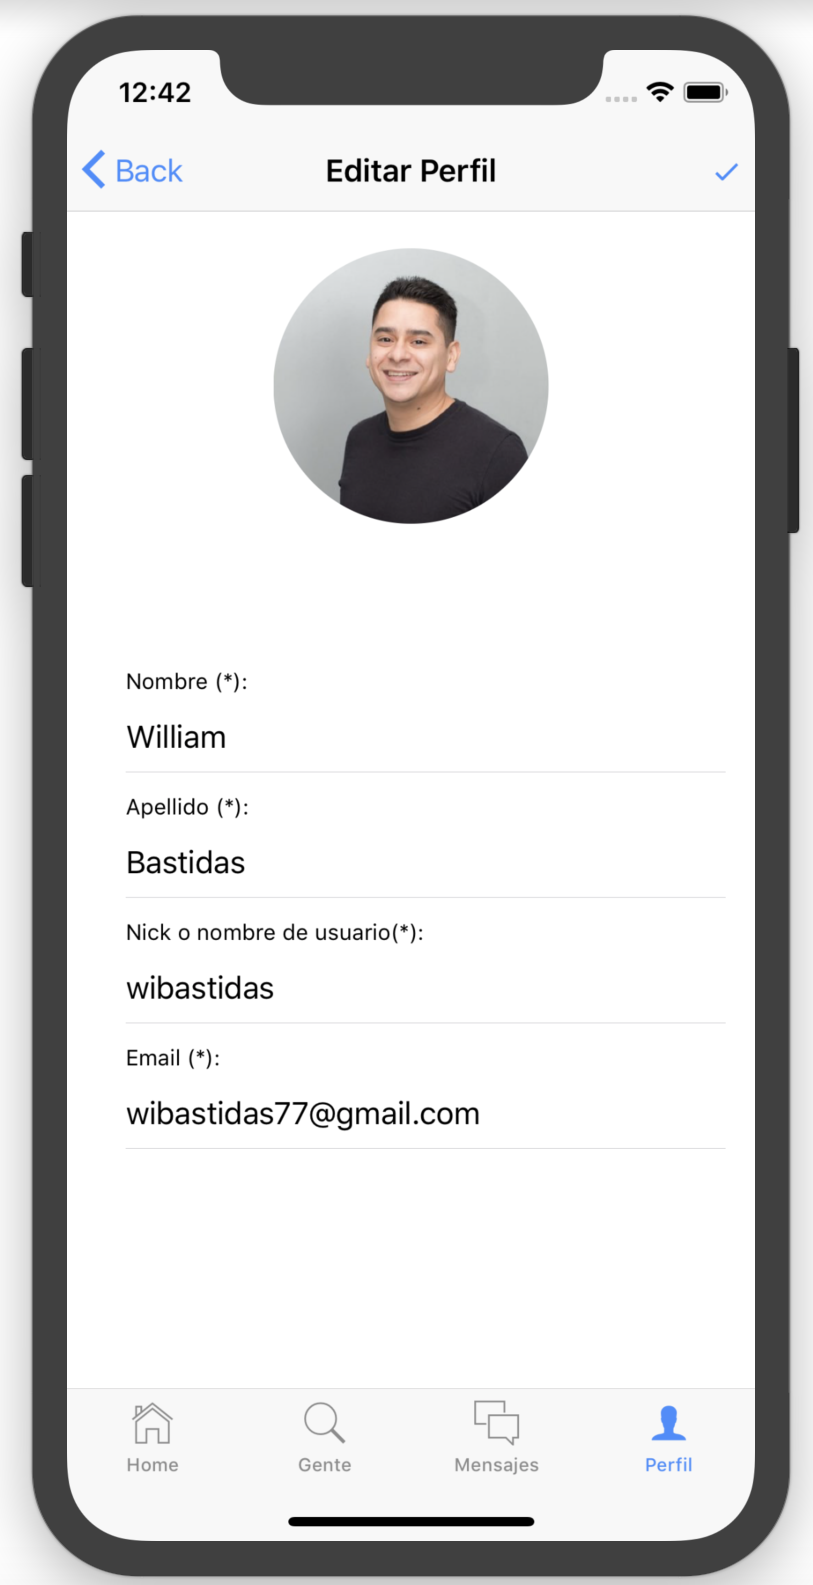 12:42
Back Editar Perfil
Nombre (*):
William
Apellido (*):
Bastidas
Nick o nombre de usuario(*):
wibastidas
Email (*):
wibastidas77@gmail.com
Home Gente Mensajes Perfil